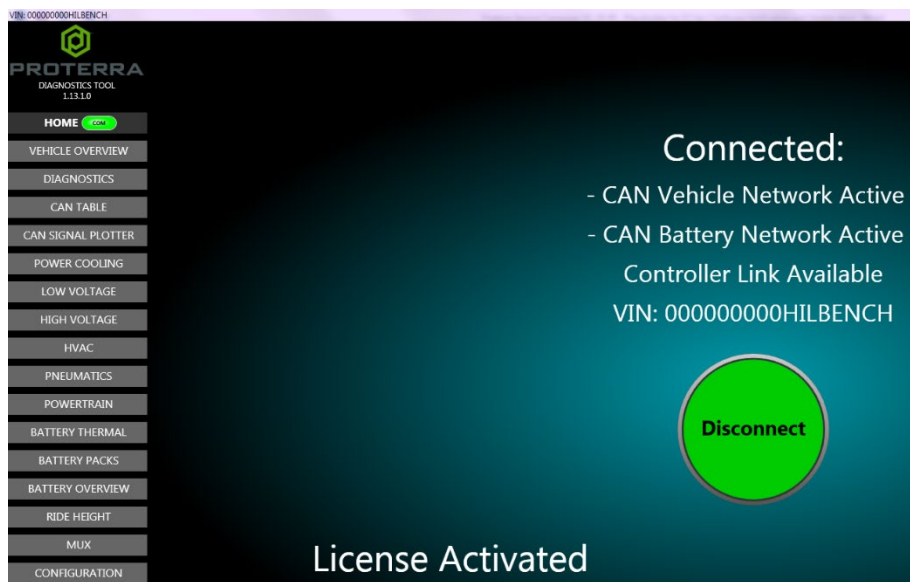 VIN: 000000000HILBENCH
PROTERRA
DIAGNOSTICS TOOL
1.13.1.0
HOME COM
VEHICLE OVERVIEW
DIAGNOSTICS
CAN TABLE
CAN SIGNAL PLOTTER
POWER COOLING
LOW VOLTAGE
HIGH VOLTAGE
HVAC
PNEUMATICS
POWERTRAIN
BATTERY THERMAL
BATTERY PACKS
BATTERY OVERVIEW
RIDE HEIGHT
MUX
CONFIGURATION
Connected:
- CAN Vehicle Network Active
- CAN Battery Network Active
Controller Link Available
VIN: 000000000HILBENCH
Disconnect
License Activated